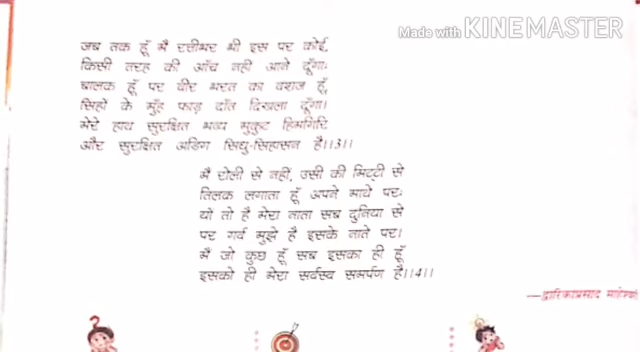 Made with KINEMASTER
जब तक हूँ मै रत्तीभर भी इस पर कोई,
किसी तरह की आँच नही आने दूँगा।
बालक हूँ पर वीर भरत का वंशज हूँ,
सिंहों के मुँह फाड़ दाँत दिखला दूँगा।
मेरे हाथ सुरक्षित भव्य मुकुट हिमगिरि
और सुरक्षित अडिग सिंधु-सिंहासन है।।3।।
मै रोली से नहीं, उसी की मिट्टी से
तिलक लगाता हूँ अपने माथे पर।
यो तो है मेरा नाता सब दुनिया से
पर गर्व मुझे है इसके नाते पर।
मै जो कुछ हूँ सब इसका ही हूँ
इसको ही मेरा सर्वस्व समर्पण है।।4।।
—द्वारिकाप्रसाद माहेश्वरी